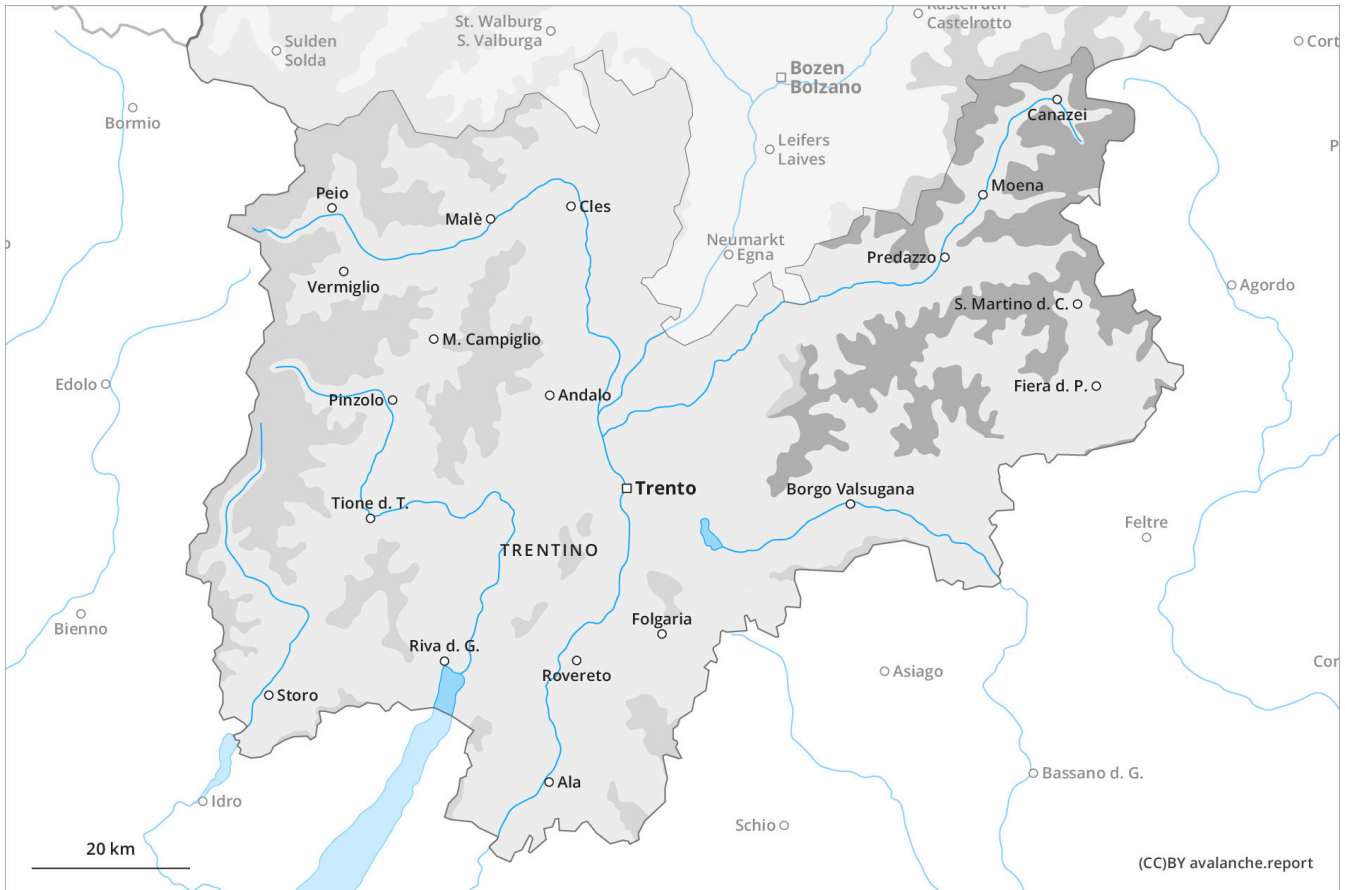 St. Walburg
S. Valburga
Castelrotto
Sulden
Solda
Cort
Bozen
Bolzano
Bormio
Canazei
Leifers
Laives
P
Peio
Moena
Malè
Cles
Neumarkt
Egna
Predazzo
Vermiglio
Agordo
S. Martino d. C.
M. Campiglio
Edolo
Pinzolo
Andalo
Fiera d. P.
Trento
Borgo Valsugana
Tione d. T.
Feltre
TRENTINO
Bienno
Folgaria
Riva d. G.
Rovereto
Asiago
Cor
Storo
Ala
Bassano d. G.
Idro
Schio
20 km
(CC)BY avalanche.report